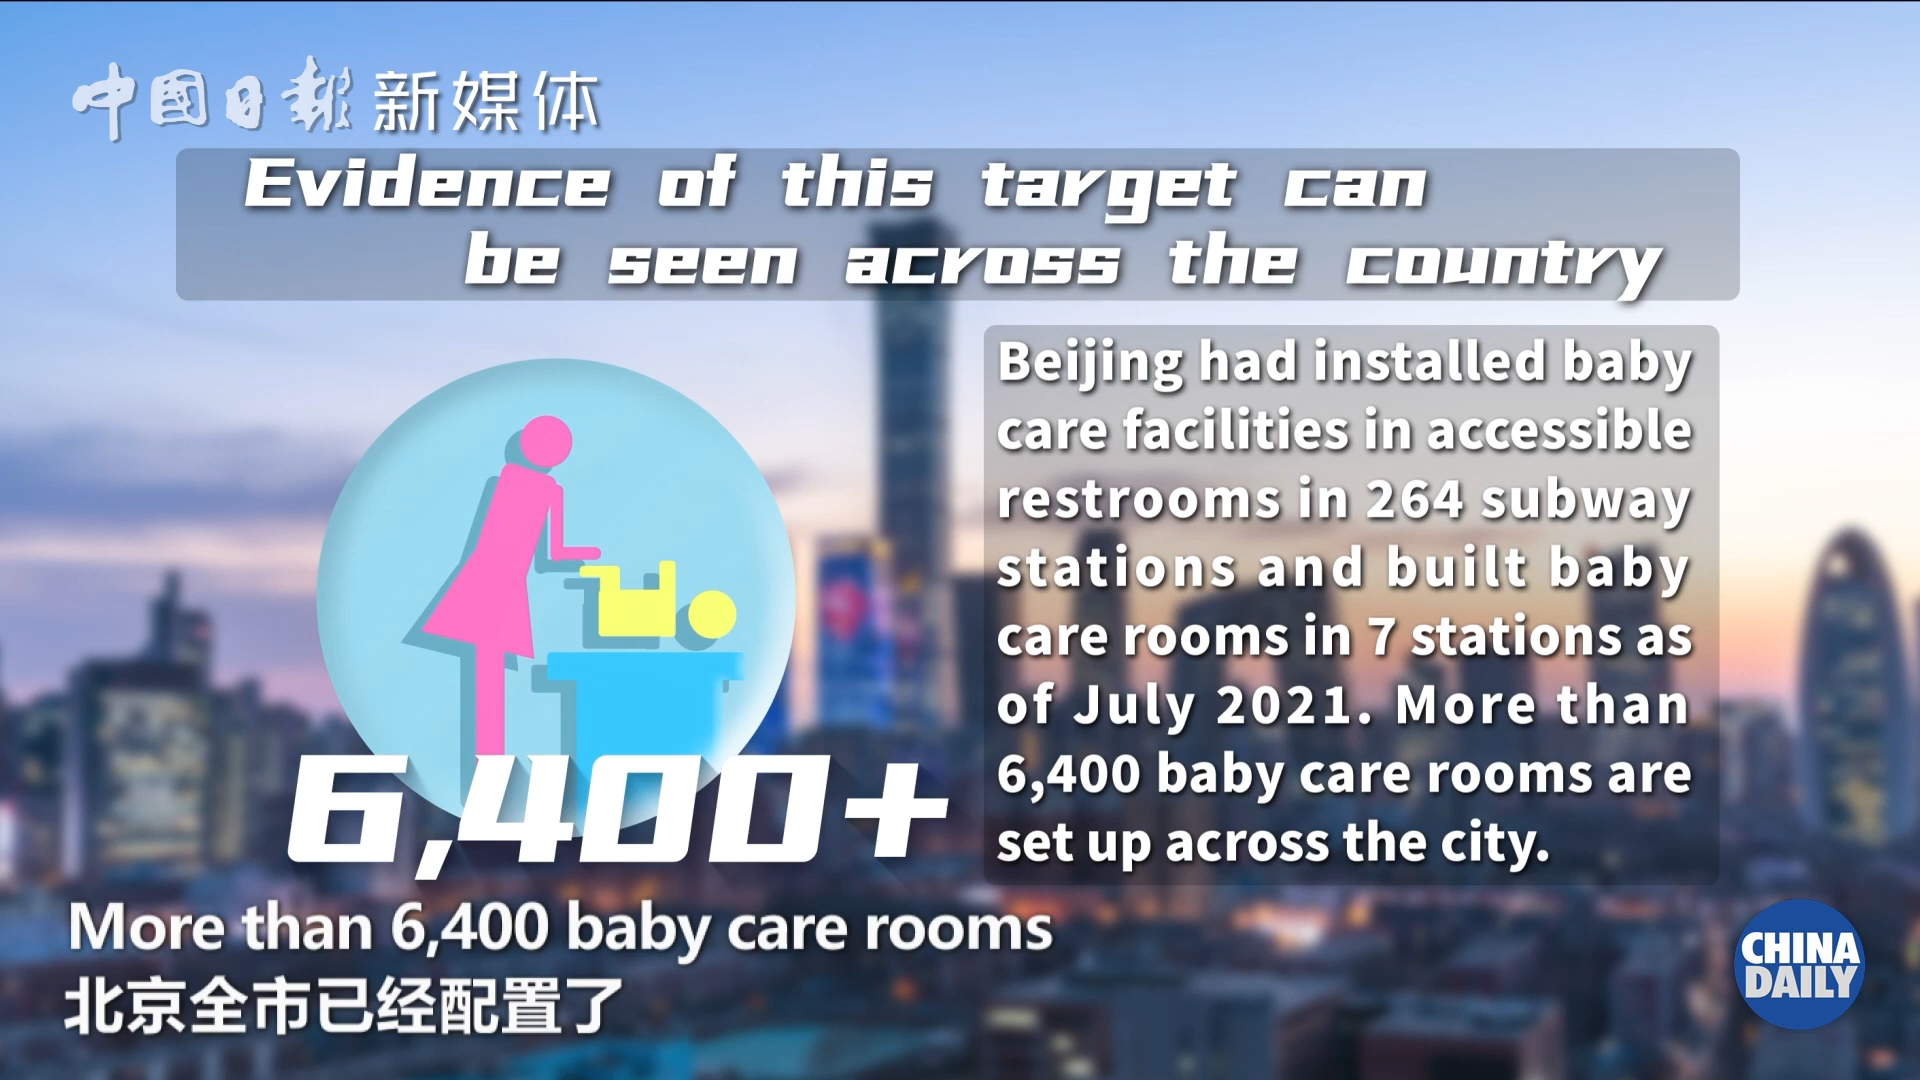 中國日報 新媒体
Evidence of this target can
be seen across the country
Beijing had installed baby
care facilities in accessible
restrooms in 264 subway
stations and built baby
care rooms in 7 stations as
of July 2021. More than
6,400 baby care rooms are
set up across the city.
6,400+
More than 6,400 baby care rooms
北京全市已经配置了
CHINA
DAILY